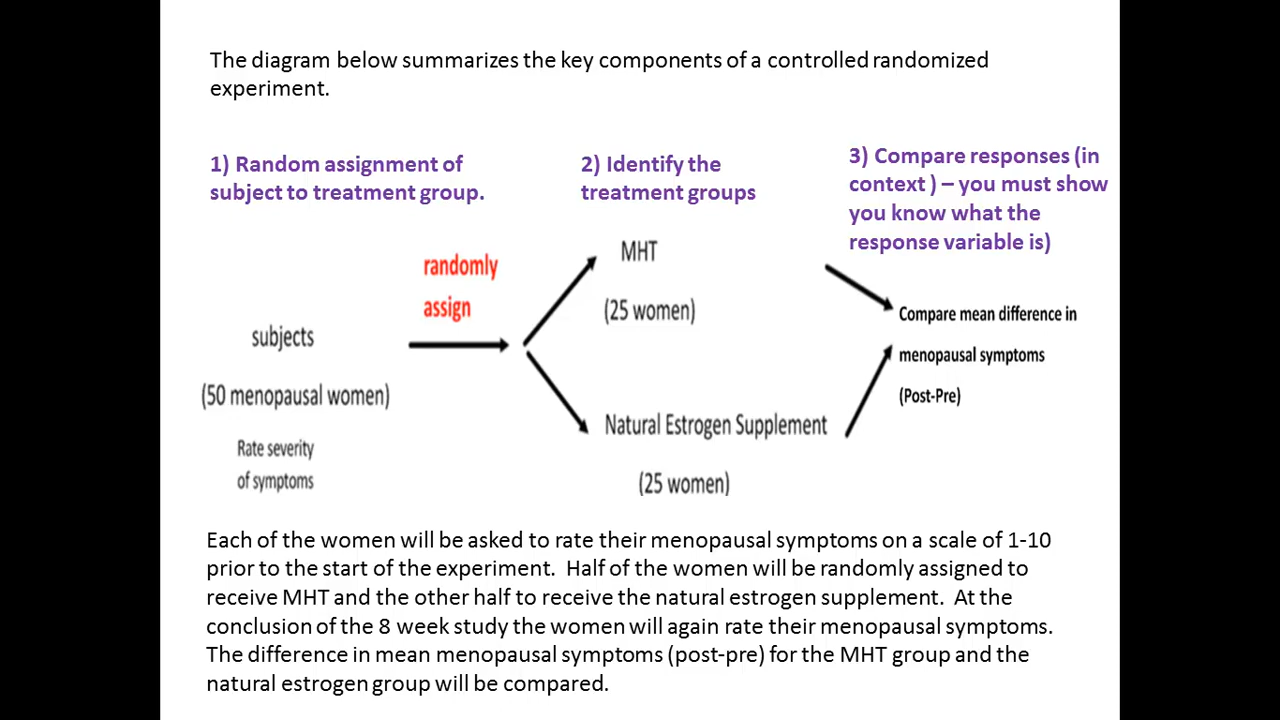 The diagram below summarizes the key components of a controlled randomized
experiment.
1) Random assignment of
subject to treatment group.
2) Identify the
treatment groups
3) Compare responses (in
context ) – you must show
you know what the
response variable is)
randomly
assign
subjects
(50 menopausal women)
Rate severity
of symptoms
MHT
(25 women)
Natural Estrogen Supplement
(25 women)
Compare mean difference in
menopausal symptoms
(Post-Pre)
Each of the women will be asked to rate their menopausal symptoms on a scale of 1-10
prior to the start of the experiment.  Half of the women will be randomly assigned to
receive MHT and the other half to receive the natural estrogen supplement.  At the
conclusion of the 8 week study the women will again rate their menopausal symptoms.
The difference in mean menopausal symptoms (post-pre) for the MHT group and the
natural estrogen group will be compared.